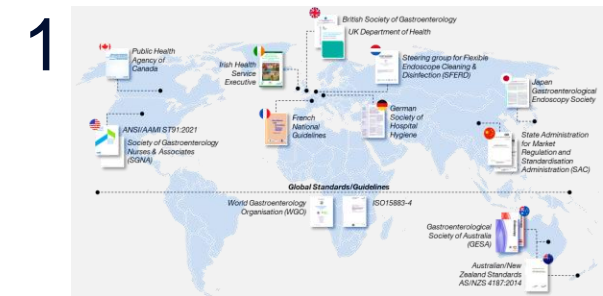 1
British Society of Gastroenterology
UK Department of Health
Public Health
Agency of
Canada
Irish Health
Service
Executive
Steering group for Flexible
Endoscope Cleaning &
Disinfection (SFERD)
Japan
Gastroenterological
Endoscopy Society
ANSI/AAMI ST91:2021
Society of Gastroenterology
Nurses & Associates
(SGNA)
French
National
Guidelines
German
Society of
Hospital
Hygiene
State Administration
for Market
Regulation and
Standardisation
Administration (SAC)
Global Standards/Guidelines
World Gastroenterology
Organisation (WGO)
ISO15883-4
Gastroenterological
Society of Australia
(GESA)
Australian/New
Zealand Standards
AS/NZS 4187:2014